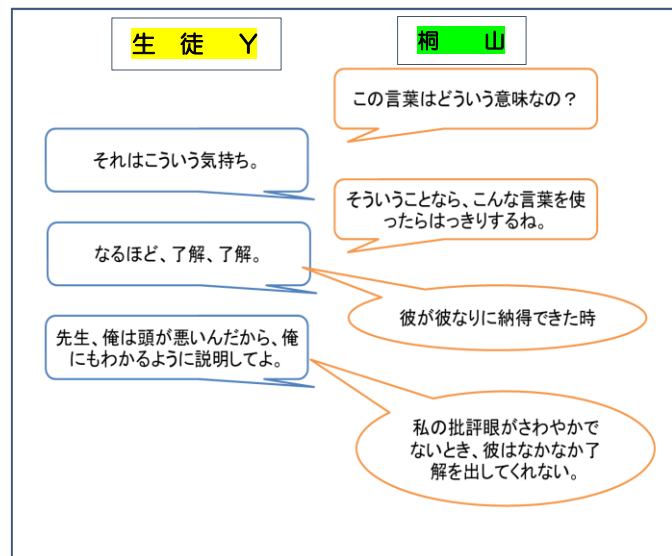 生 徒 Y
桐 山
この言葉はどういう意味なの？
それはこういう気持ち。
そういうことなら、こんな言葉を使
ったらはっきりするね。
なるほど、了解、了解。
彼が彼なりに納得できた時
先生、俺は頭が悪いんだから、俺
にもわかるように説明してよ。
私の批評眼がさわやかで
ないとき、彼はなかなか了
解を出してくれない。